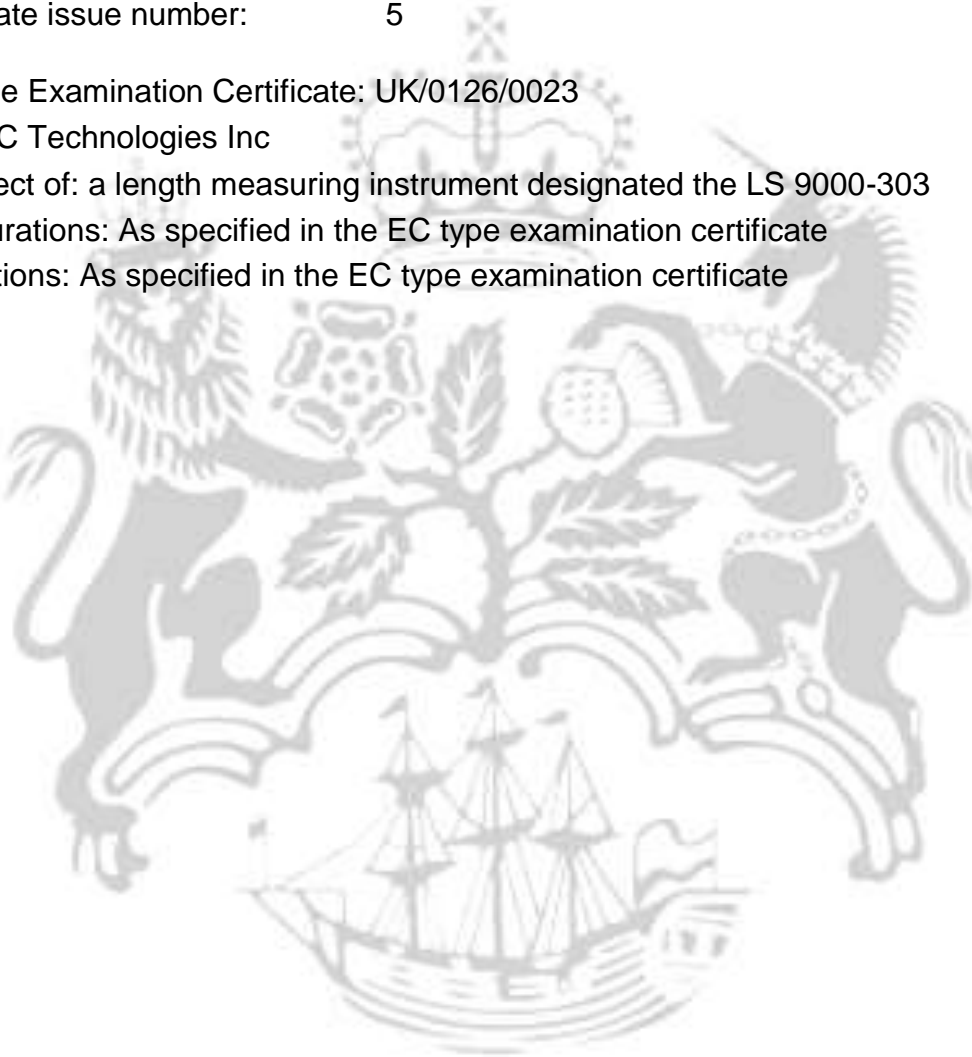 ate issue number: 5
e Examination Certificate: UK/0126/0023
C Technologies Inc
ect of: a length measuring instrument designated the LS 9000-303
urations: As specified in the EC type examination certificate
tions: As specified in the EC type examination certificate